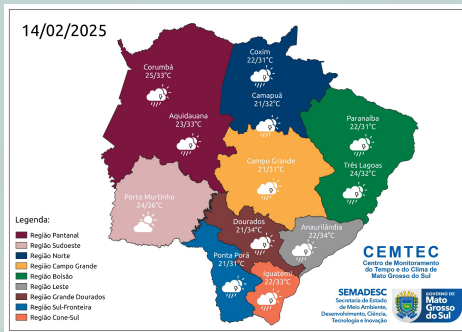 14/02/2025
Coxim
22/31°C
Corumbá
25/33°C
Camapuã
21/32°C
Aquidauana
23/33°C
Paranaíba
22/31°C
Campo Grande
21/31°C
Três Lagoas
24/32°C
Porto Murtinho
24/36°C
Dourados
21/34°C
Anaurilândia
22/34°C
Ponta Porã
21/31°C
Iguatemi
22/33°C
Legenda:
Região Pantanal
Região Sudoeste
Região Norte
Região Campo Grande
Região Bolsão
Região Leste
Região Grande Dourados
Região Sul-Fronteira
Região Cone-Sul
CEMTEC
Centro de Monitoramento
do Tempo e do Clima de
Mato Grosso do Sul
SEMADESC
Secretaria de Estado
de Meio Ambiente,
Desenvolvimento, Ciência,
Tecnologia e Inovação
GOVERNO DE
Mato
Grosso
do Sul